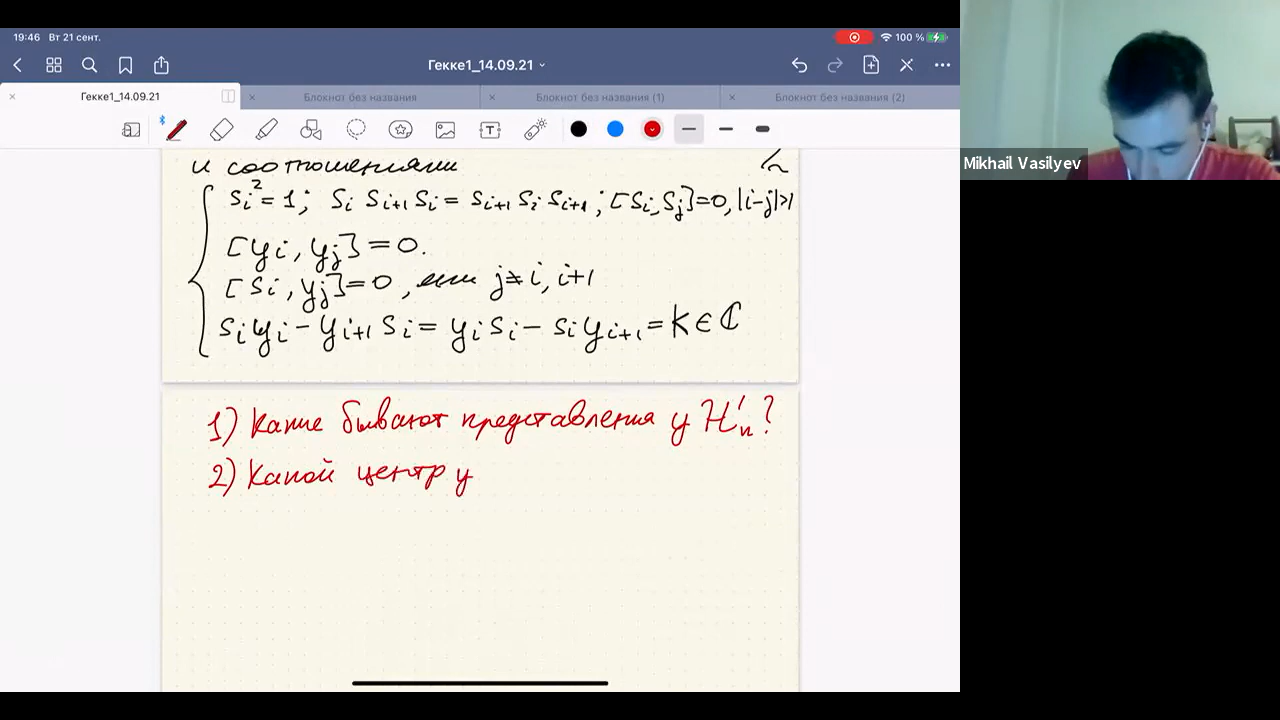 19:46 Вт 21 сент.
100 %
Гекке1_14.09.21
Гекке1_14.09.21
Блокнот без названия
Блокнот без названия (1)
Блокнот без названия (2)
Mikhail Vasilyev
и соотношениями
s_i² = 1; s_i s_{i+1} s_i = s_{i+1} s_i s_{i+1}; [s_i, s_j] = 0, |i-j|>1
[y_i, y_j] = 0.
[s_i, y_j] = 0, если j ≠ i, i+1
s_i y_i - y_{i+1} s_i = y_i s_i - s_i y_{i+1} = k ∈ ℂ
1) Какие бывают представления у H'_n?
2) Какой центр у